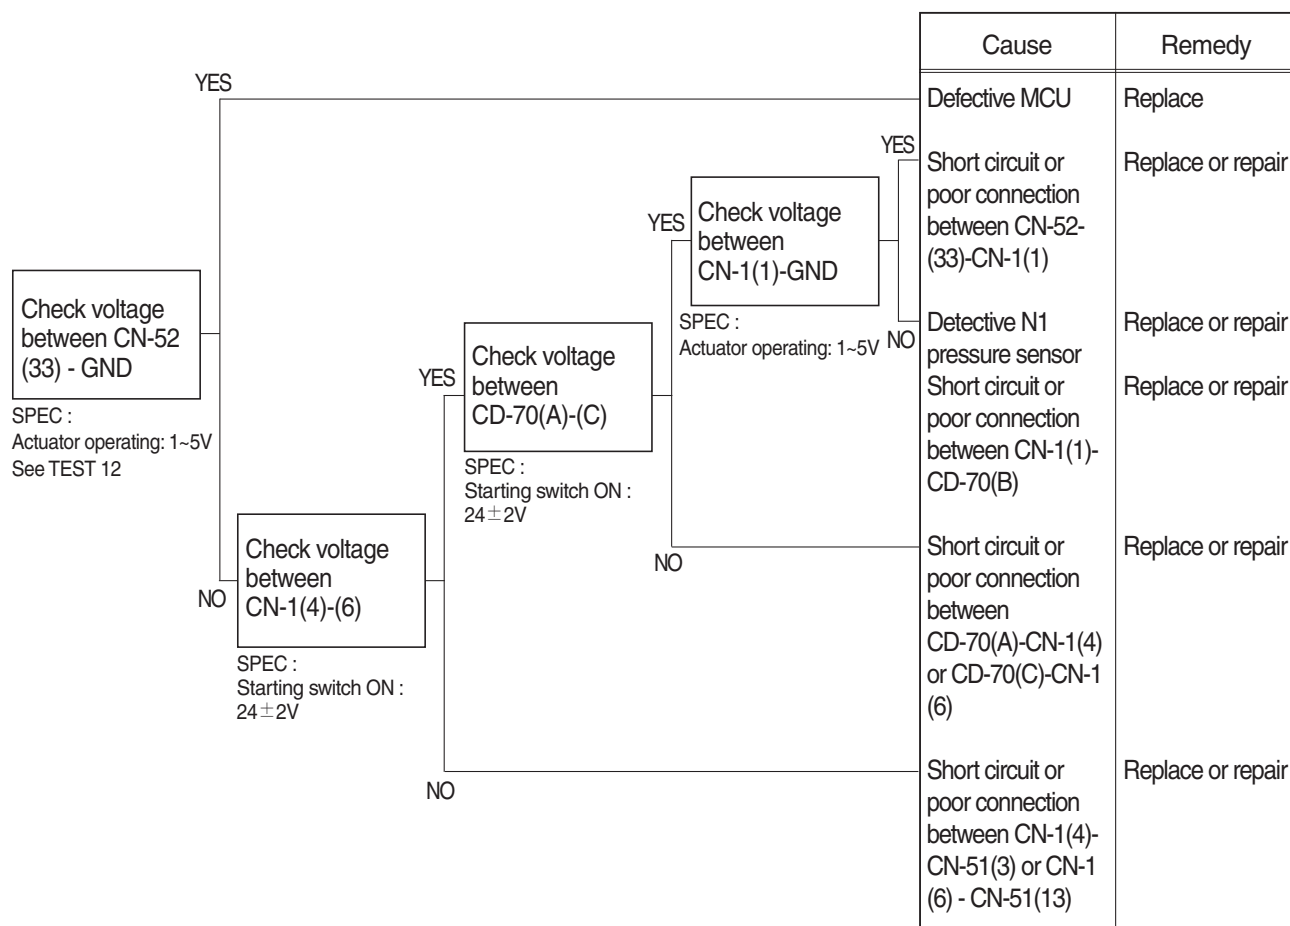 Cause
Remedy
YES
Defective MCU
Replace
YES
Short circuit or
poor connection
between CN-52-
(33)-CN-1(1)
Replace or repair
YES
Check voltage
between
CN-1(1)-GND
SPEC :
Actuator operating: 1~5V
NO
Detective N1
pressure sensor
Replace or repair
Short circuit or
poor connection
between CN-1(1)-
CD-70(B)
Replace or repair
Check voltage
between CN-52
(33) - GND
SPEC :
Actuator operating: 1~5V
See TEST 12
YES
Check voltage
between
CD-70(A)-(C)
SPEC :
Starting switch ON :
24±2V
NO
Short circuit or
poor connection
between
CD-70(A)-CN-1(4)
or CD-70(C)-CN-1
(6)
Replace or repair
NO
Check voltage
between
CN-1(4)-(6)
SPEC :
Starting switch ON :
24±2V
NO
Short circuit or
poor connection
between CN-1(4)-
CN-51(3) or CN-1
(6) - CN-51(13)
Replace or repair